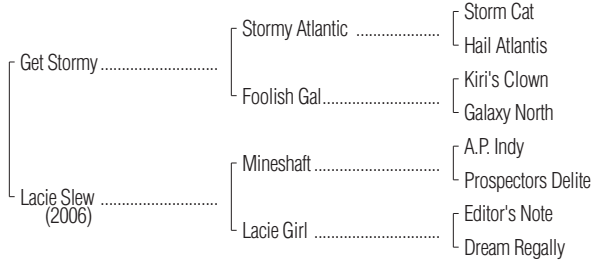 Storm Cat
Stormy Atlantic ..................
Hail Atlantis
Get Stormy .........................
Kiri's Clown
Foolish Gal.........................
Galaxy North
A.P. Indy
Mineshaft ...........................
Prospectors Delite
Lacie Slew .........................
(2006)
Editor's Note
Lacie Girl ...........................
Dream Regally